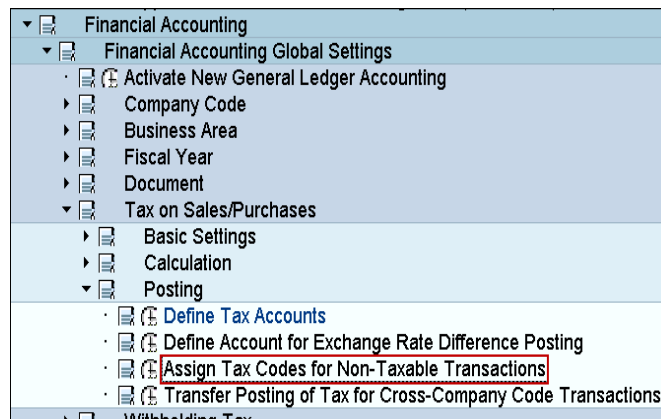 Financial Accounting
Financial Accounting Global Settings
Activate New General Ledger Accounting
Company Code
Business Area
Fiscal Year
Document
Tax on Sales/Purchases
Basic Settings
Calculation
Posting
Define Tax Accounts
Define Account for Exchange Rate Difference Posting
Assign Tax Codes for Non-Taxable Transactions
Transfer Posting of Tax for Cross-Company Code Transactions
Withholding Tax